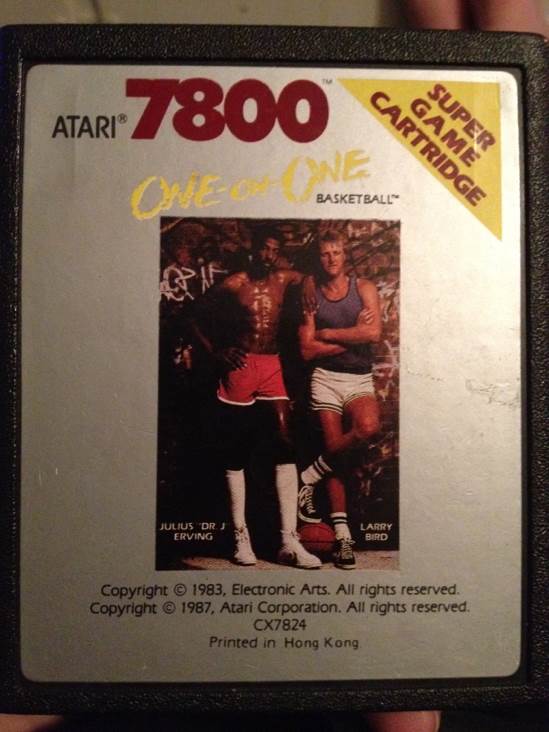 ATARI® 7800™
SUPER
GAME
CARTRIDGE
ONE-on-ONE
BASKETBALL™
JULIUS "DR J"
ERVING
LARRY
BIRD
Copyright © 1983, Electronic Arts. All rights reserved.
Copyright © 1987, Atari Corporation. All rights reserved.
CX7824
Printed in Hong Kong